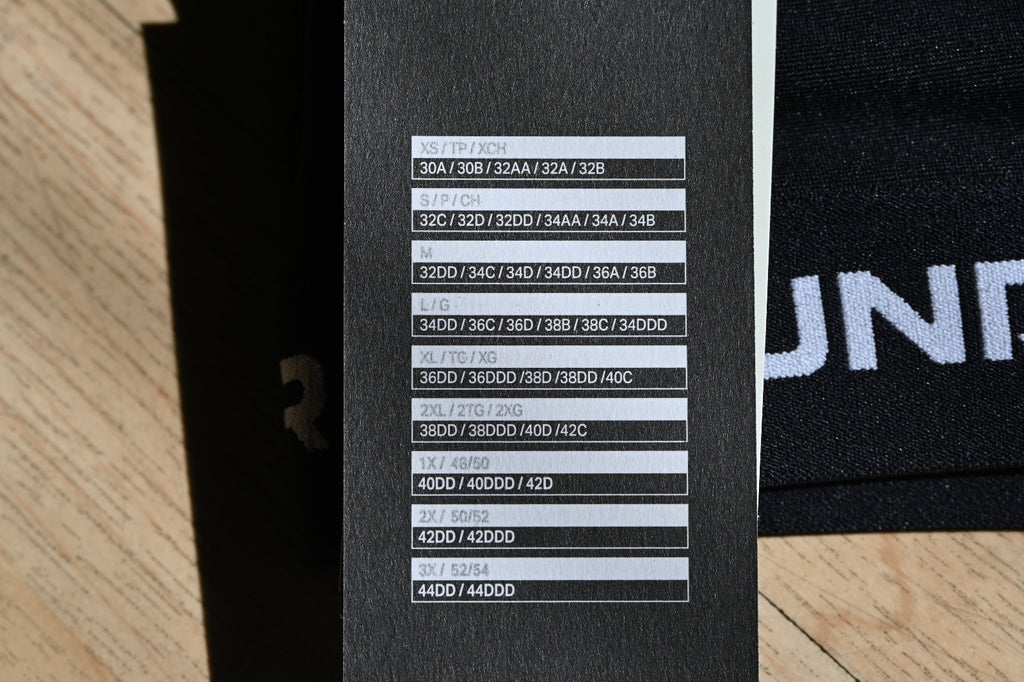 XS / TP / XCH
30A / 30B / 32AA / 32A / 32B
S / P / CH
32C / 32D / 32DD / 34AA / 34A / 34B
M
32DD / 34C / 34D / 34DD / 36A / 36B
L / G
34DD / 36C / 36D / 38B / 38C / 34DDD
XL / TG / XG
36DD / 36DDD /38D /38DD /40C
2XL / 2TG / 2XG
38DD / 38DDD /40D /42C
1X / 48/50
40DD / 40DDD / 42D
2X / 50/52
42DD / 42DDD
3X / 52/54
44DD / 44DDD
UN